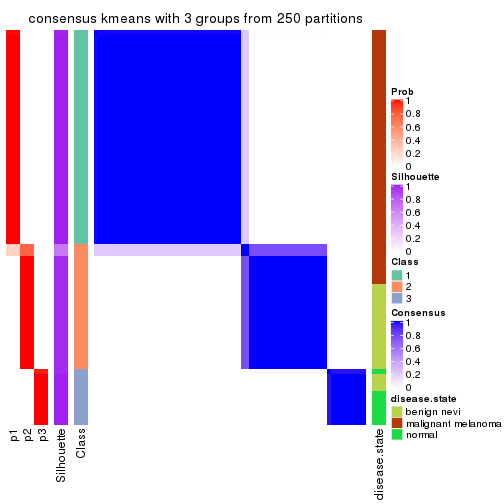 consensus kmeans with 3 groups from 250 partitions
Prob
1
0.8
0.6
0.4
0.2
0
Silhouette
1
0.8
0.6
0.4
0.2
0
Class
1
2
3
Consensus
1
0.8
0.6
0.4
0.2
0
disease.state
benign nevi
malignant melanoma
normal
p1
p2
p3
Silhouette
Class
disease.state